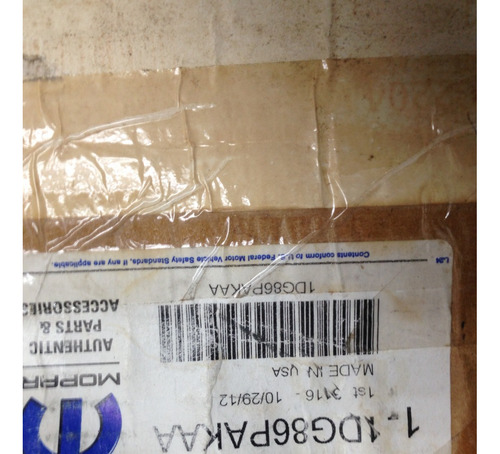 1-1DG86PAKAA
1st 3116 - 10/29/12
MADE IN USA
1DG86PAKAA
MOPAR
AUTHENTIC
PARTS &
ACCESSORIES
Contents conform to U.S. Federal Motor Vehicle Safety Standards, if any are applicable.